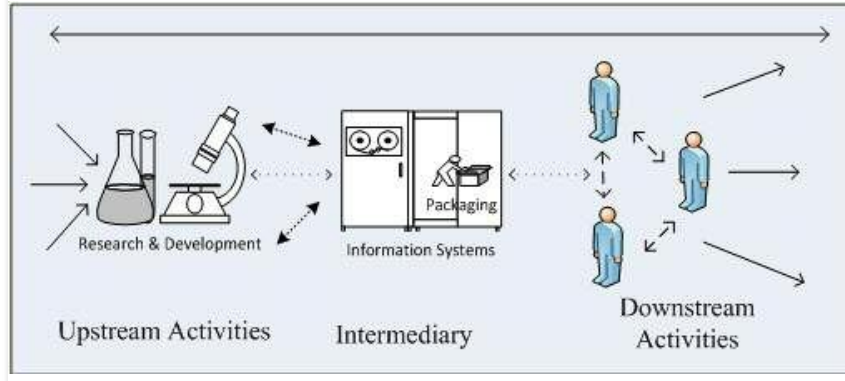 Packaging
Research & Development
Information Systems
Upstream Activities
Intermediary
Downstream
Activities